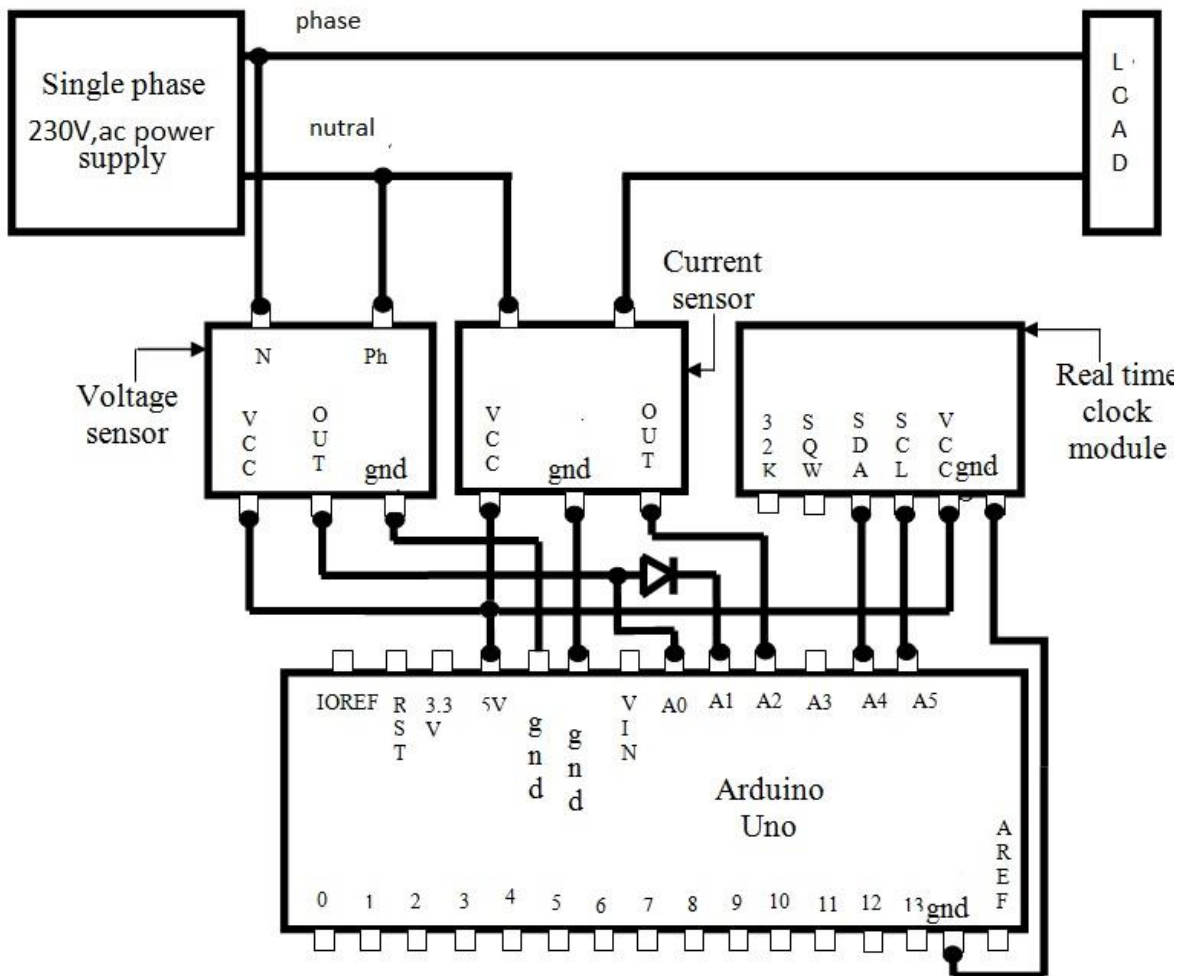 phase
Single phase
230V,ac power
supply
nutral
LOAD
Current
sensor
Voltage
sensor
N
Ph
VCC
OUT
gnd
VCC
gnd
OUT
Real time
clock
module
32K
SQW
SDA
SCL
VCC
gnd
IOREF
RST
3.3
V
5V
gnd
gnd
VIN
A0
A1
A2
A3
A4
A5
Arduino
Uno
AREF
0
1
2
3
4
5
6
7
8
9
10
11
12
13
gnd